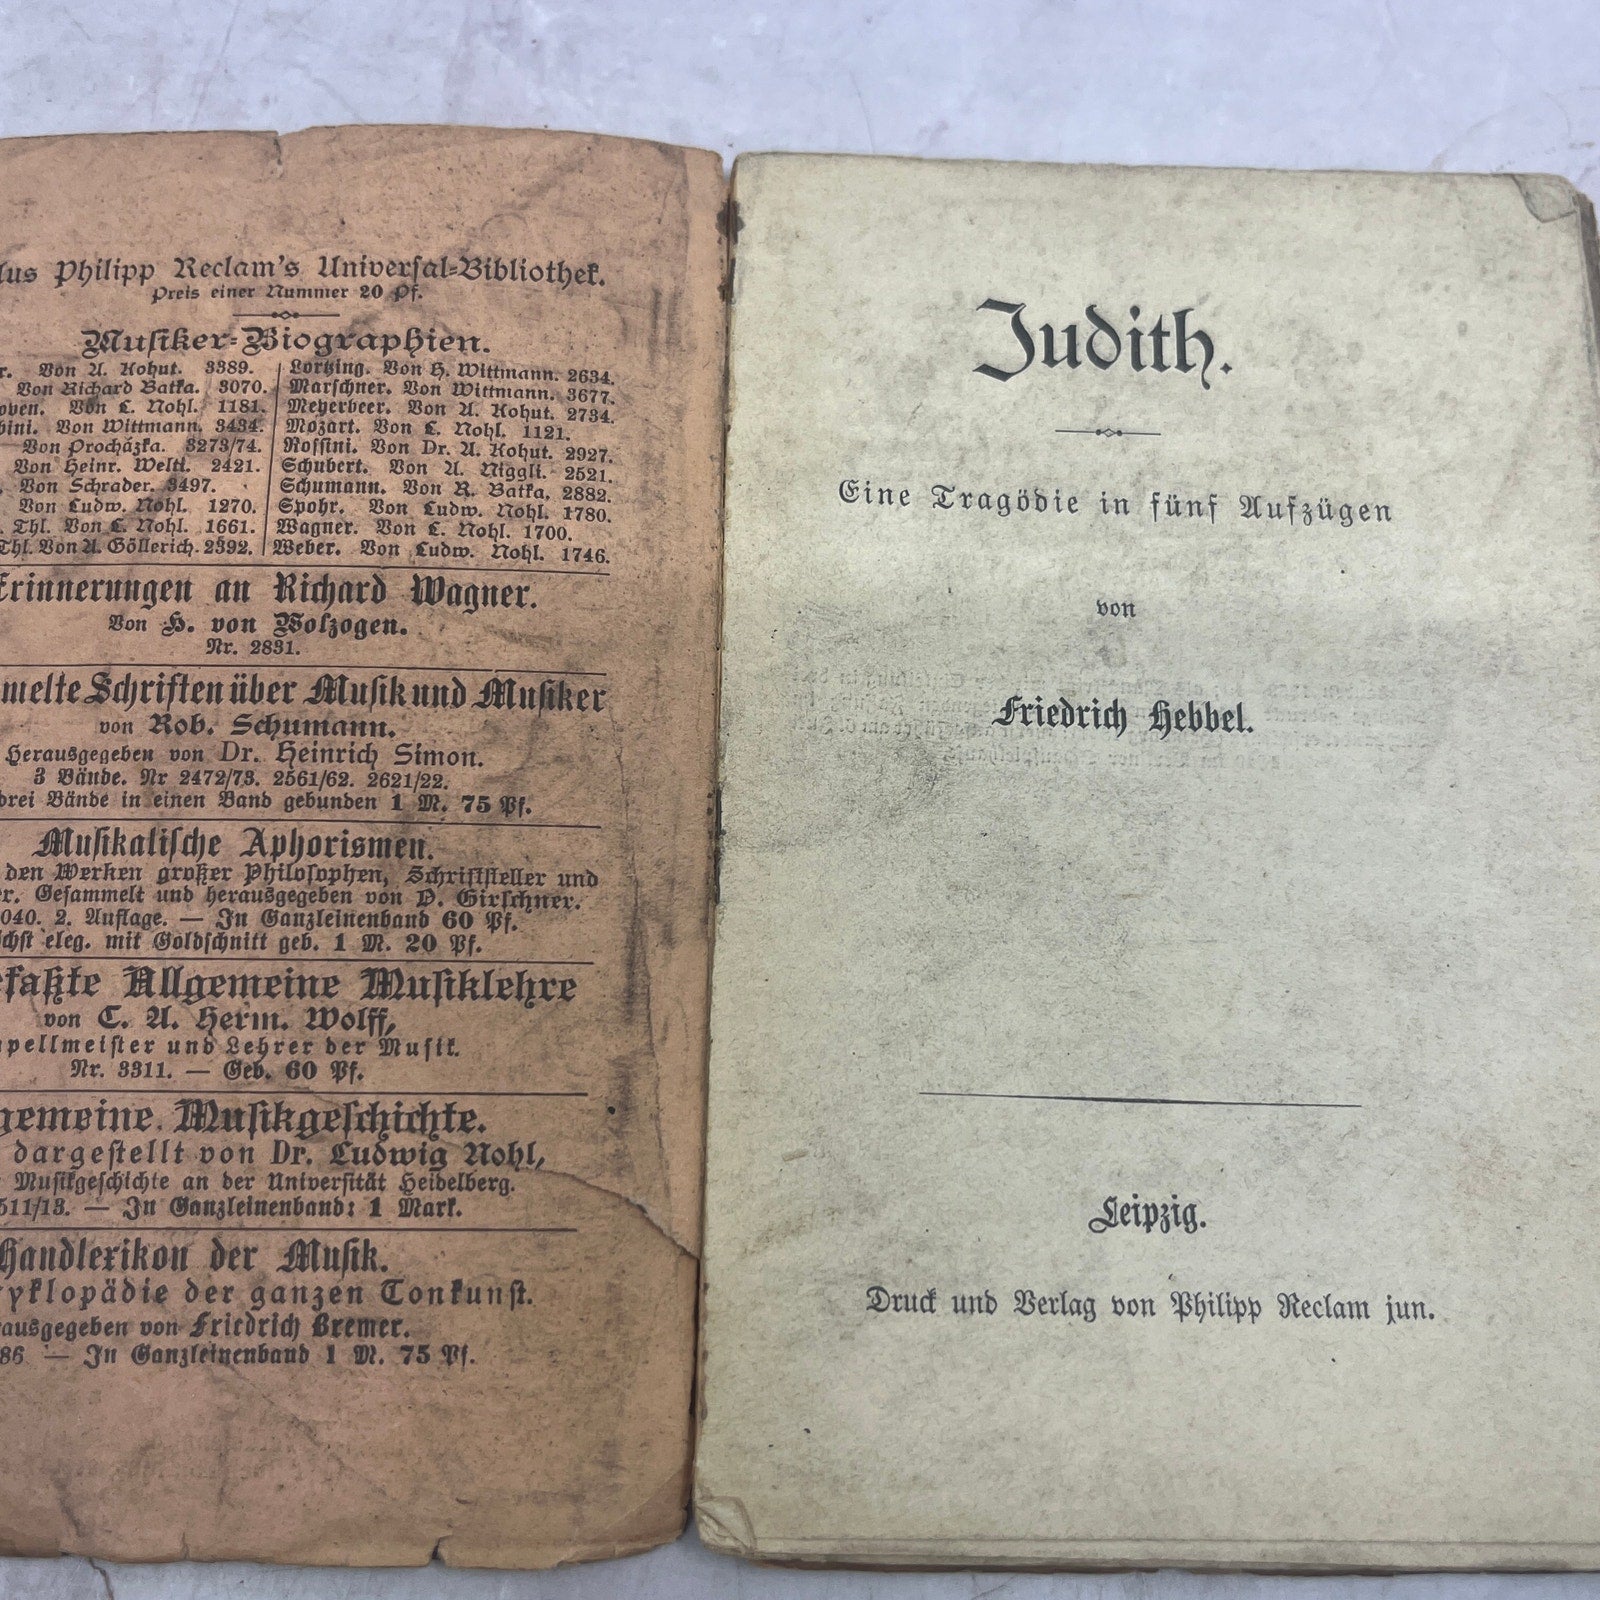 Philipp Reclam's Universal-Bibliothek.
Preis einer Nummer 20 Pf.
Musiker-Biographien.
Von A. Kohut. 3389.
Von Richard Batka. 3070.
Von L. Nohl. 1181.
Von Wittmann. 3434.
Von Procházka. 3273/74.
Von Heinr. Welti. 2421.
Von Schrader. 3497.
Von Ludw. Nohl. 1270.
Thl. Von L. Nohl. 1661.
Thl. Von A. Göllerich. 2392.
Lortzing. Von H. Wittmann. 2634.
Marschner. Von Wittmann. 3677.
Meyerbeer. Von A. Kohut. 2734.
Mozart. Von L. Nohl. 1121.
Rossini. Von Dr. A. Kohut. 2927.
Schubert. Von A. Niggli. 2521.
Schumann. Von R. Batka. 2882.
Spohr. Von Ludw. Nohl. 1780.
Wagner. Von L. Nohl. 1700.
Weber. Von Ludw. Nohl. 1746.
Erinnerungen an Richard Wagner.
Von H. von Wolzogen.
Nr. 2831.
melte Schriften über Musik und Musiker
von Rob. Schumann.
Herausgegeben von Dr. Heinrich Simon.
3 Bände. Nr 2472/73. 2561/62. 2621/22.
drei Bände in einen Band gebunden 1 M. 75 Pf.
Musikalische Aphorismen.
den Werken großer Philosophen, Schriftsteller und
er. Gesammelt und herausgegeben von D. Girschner.
040. 2. Auflage. — In Ganzleinenband 60 Pf.
chst eleg. mit Goldschnitt geb. 1 M. 20 Pf.
efaßte Allgemeine Musiklehre
von C. A. Herm. Wolff,
pellmeister und Lehrer der Musik.
Nr. 3311. — Geb. 60 Pf.
gemeine Musikgeschichte.
dargestellt von Dr. Ludwig Nohl,
Musikgeschichte an der Universität Heidelberg.
511/13. — In Ganzleinenband: 1 Mark.
Handlexikon der Musik.
cyklopädie der ganzen Tonkunst.
rausgegeben von Friedrich Bremer.
86 — In Ganzleinenband 1 M. 75 Pf.
Judith.
Eine Tragödie in fünf Aufzügen
von
Friedrich Hebbel.
Leipzig.
Druck und Verlag von Philipp Reclam jun.